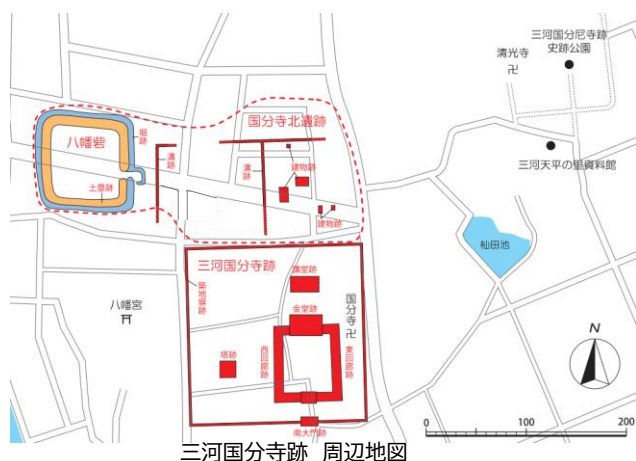 三河国分尼寺跡
史跡公園
清光寺
卍
国分寺北遺跡
八幡砦
堀跡
溝跡
溝跡
建物跡
三河天平の里資料館
土塁跡
建物跡
杣田池
三河国分寺跡
講堂跡
築地塀跡
国分寺
卍
八幡宮
金堂跡
塔跡
西回廊跡
東回廊跡
N
南大門跡
0
100
200
三河国分寺跡 周辺地図